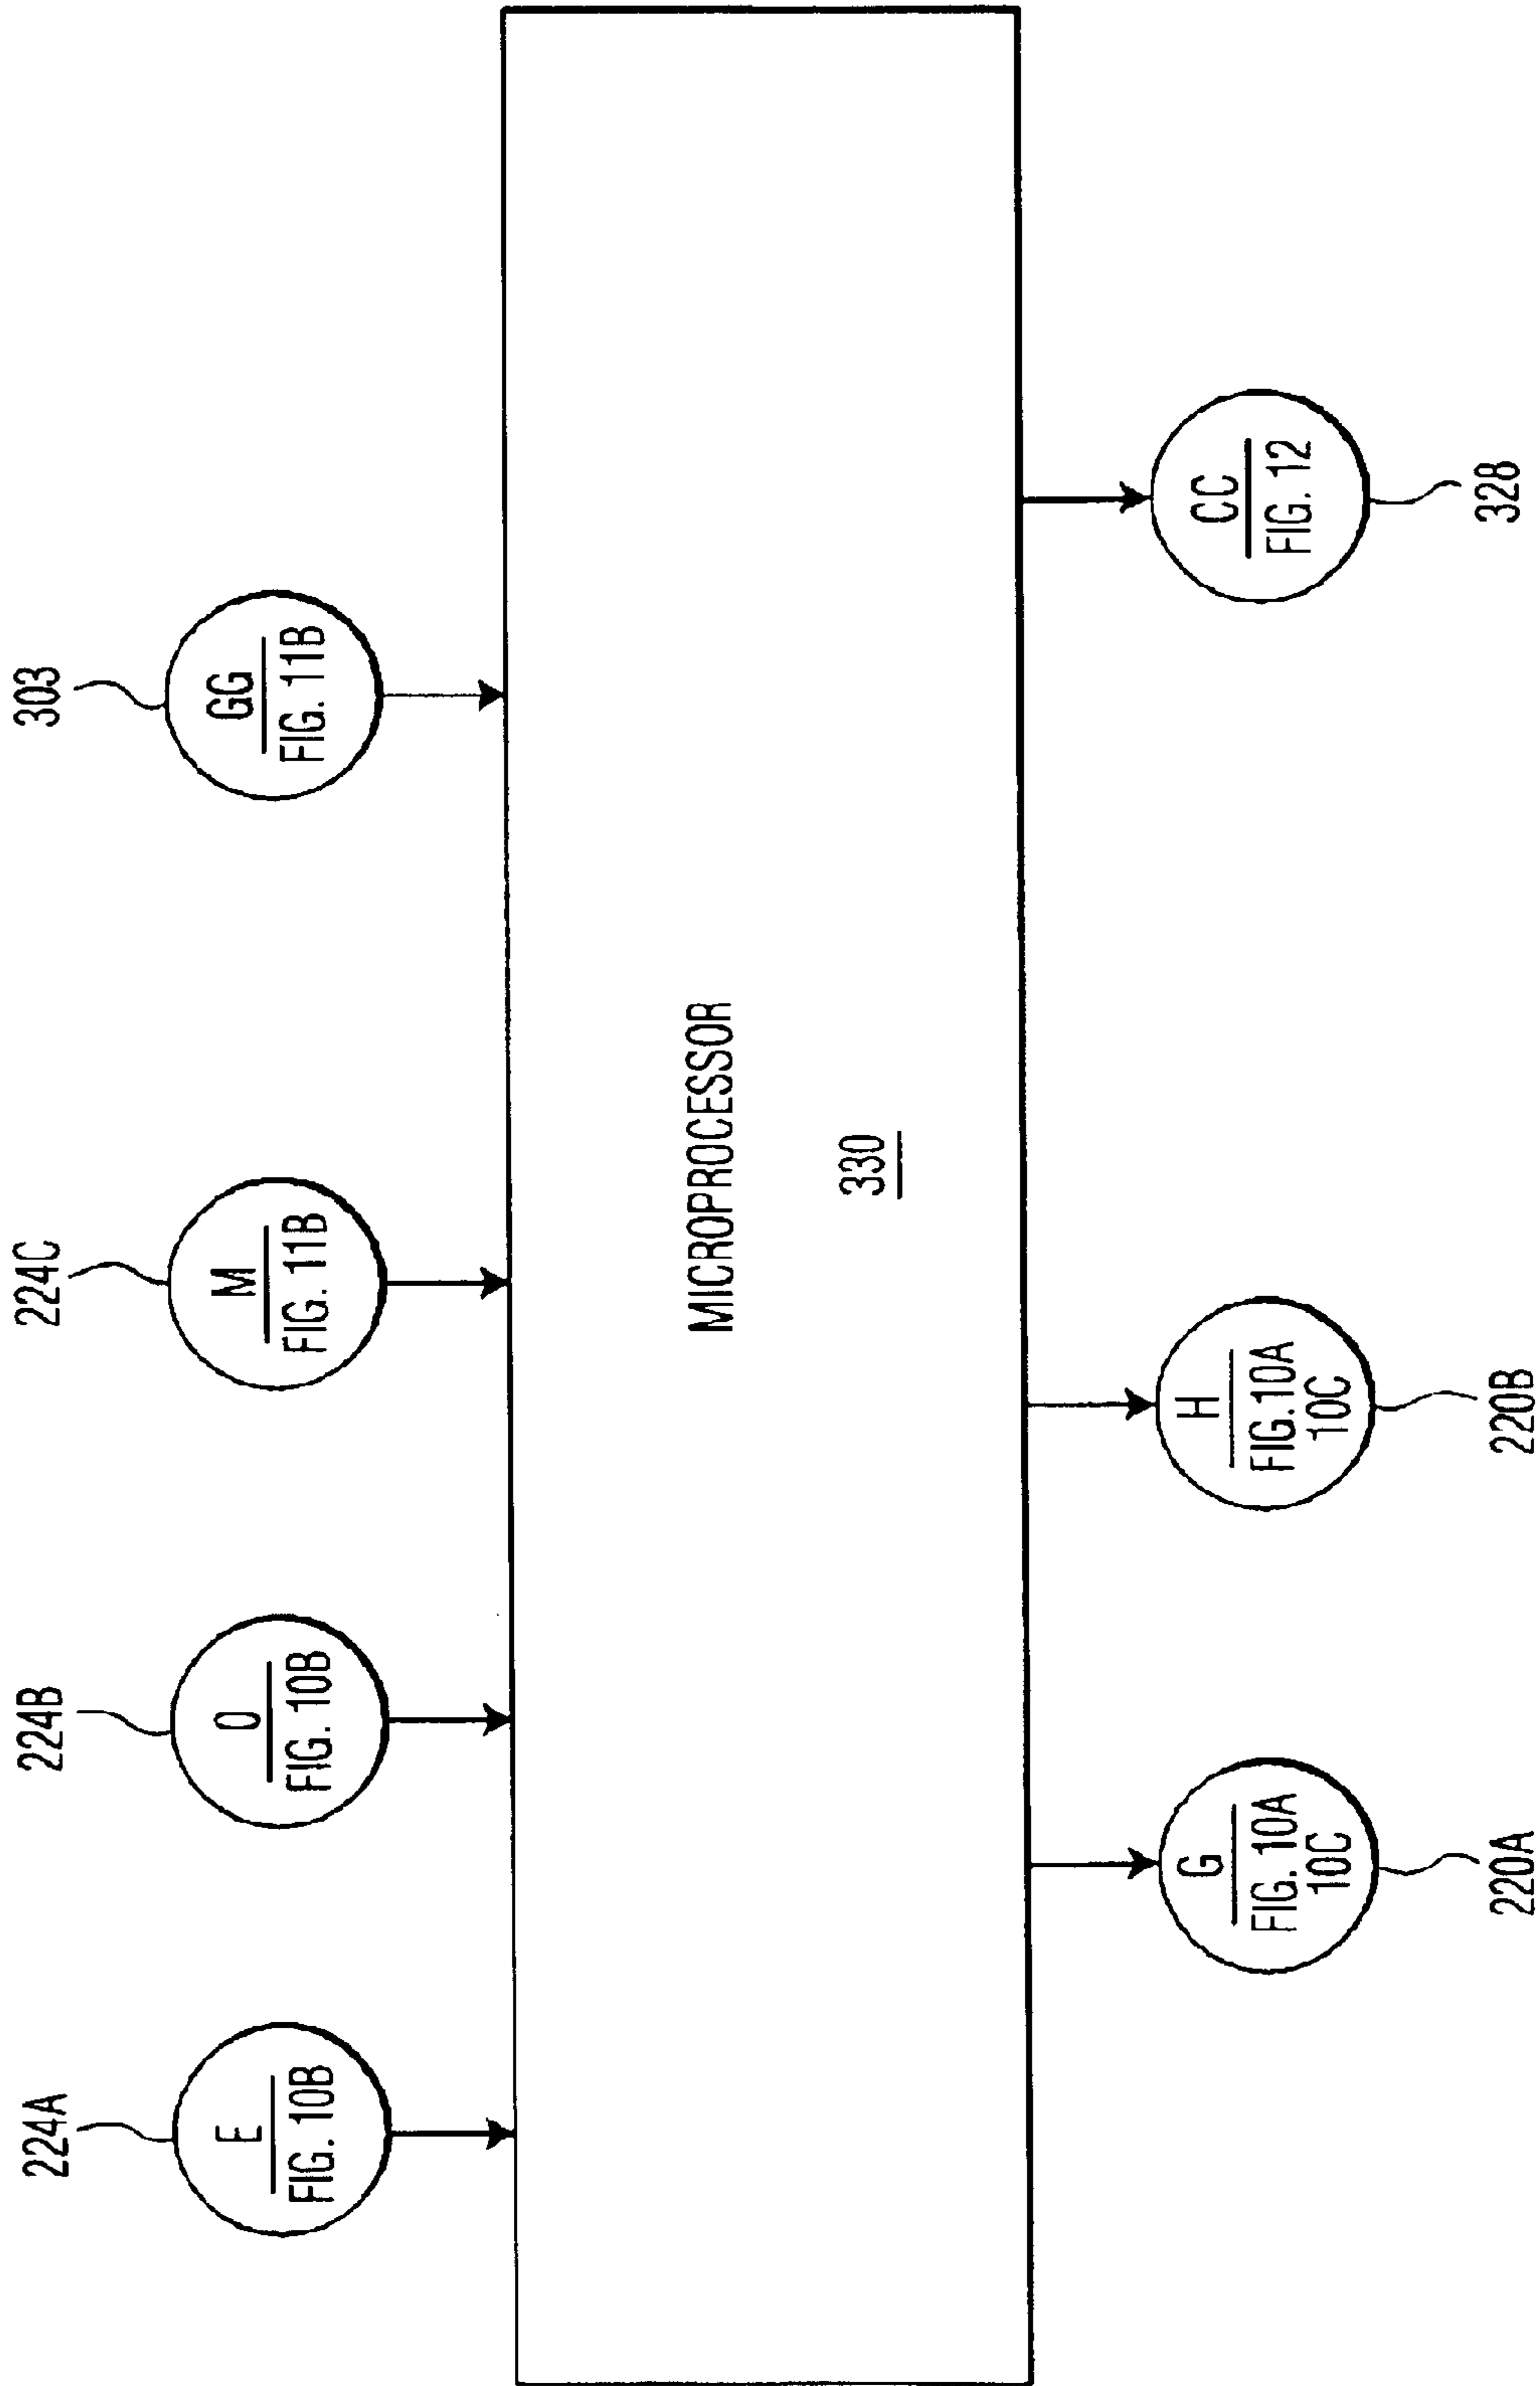 224A
224B
224C
303
E
FIG. 10B
O
FIG. 10B
M
FIG. 11B
GG
FIG. 11B
MICROPROCESSOR
330
G
FIG. 10A
10C
H
FIG.10A
10C
CC
FIG. 12
220A
220B
328